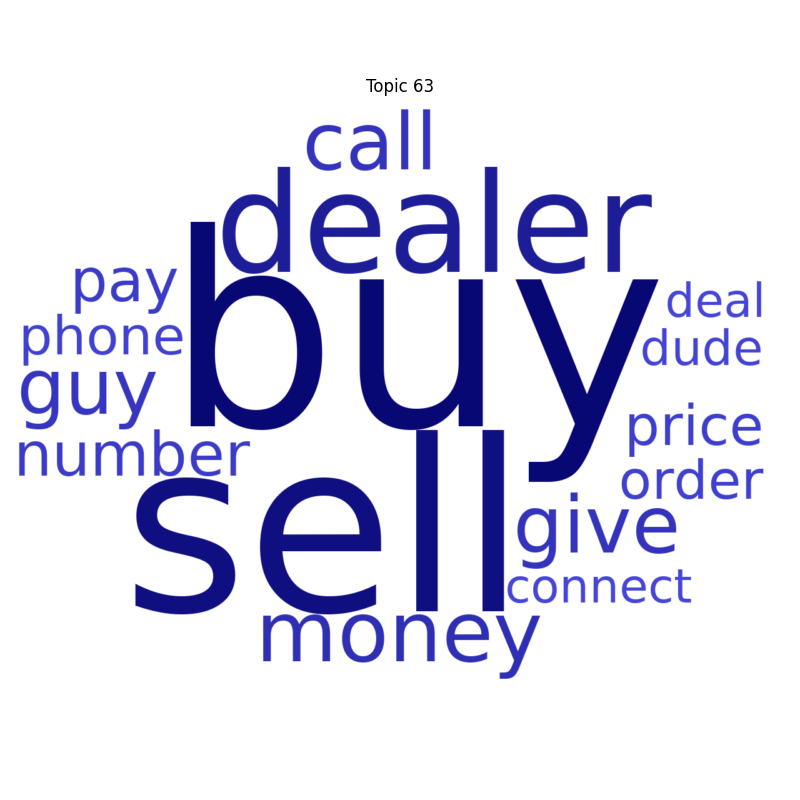 Topic 63
call
dealer
pay
buy
deal
phone
dude
guy
price
number
sell
order
give
connect
money